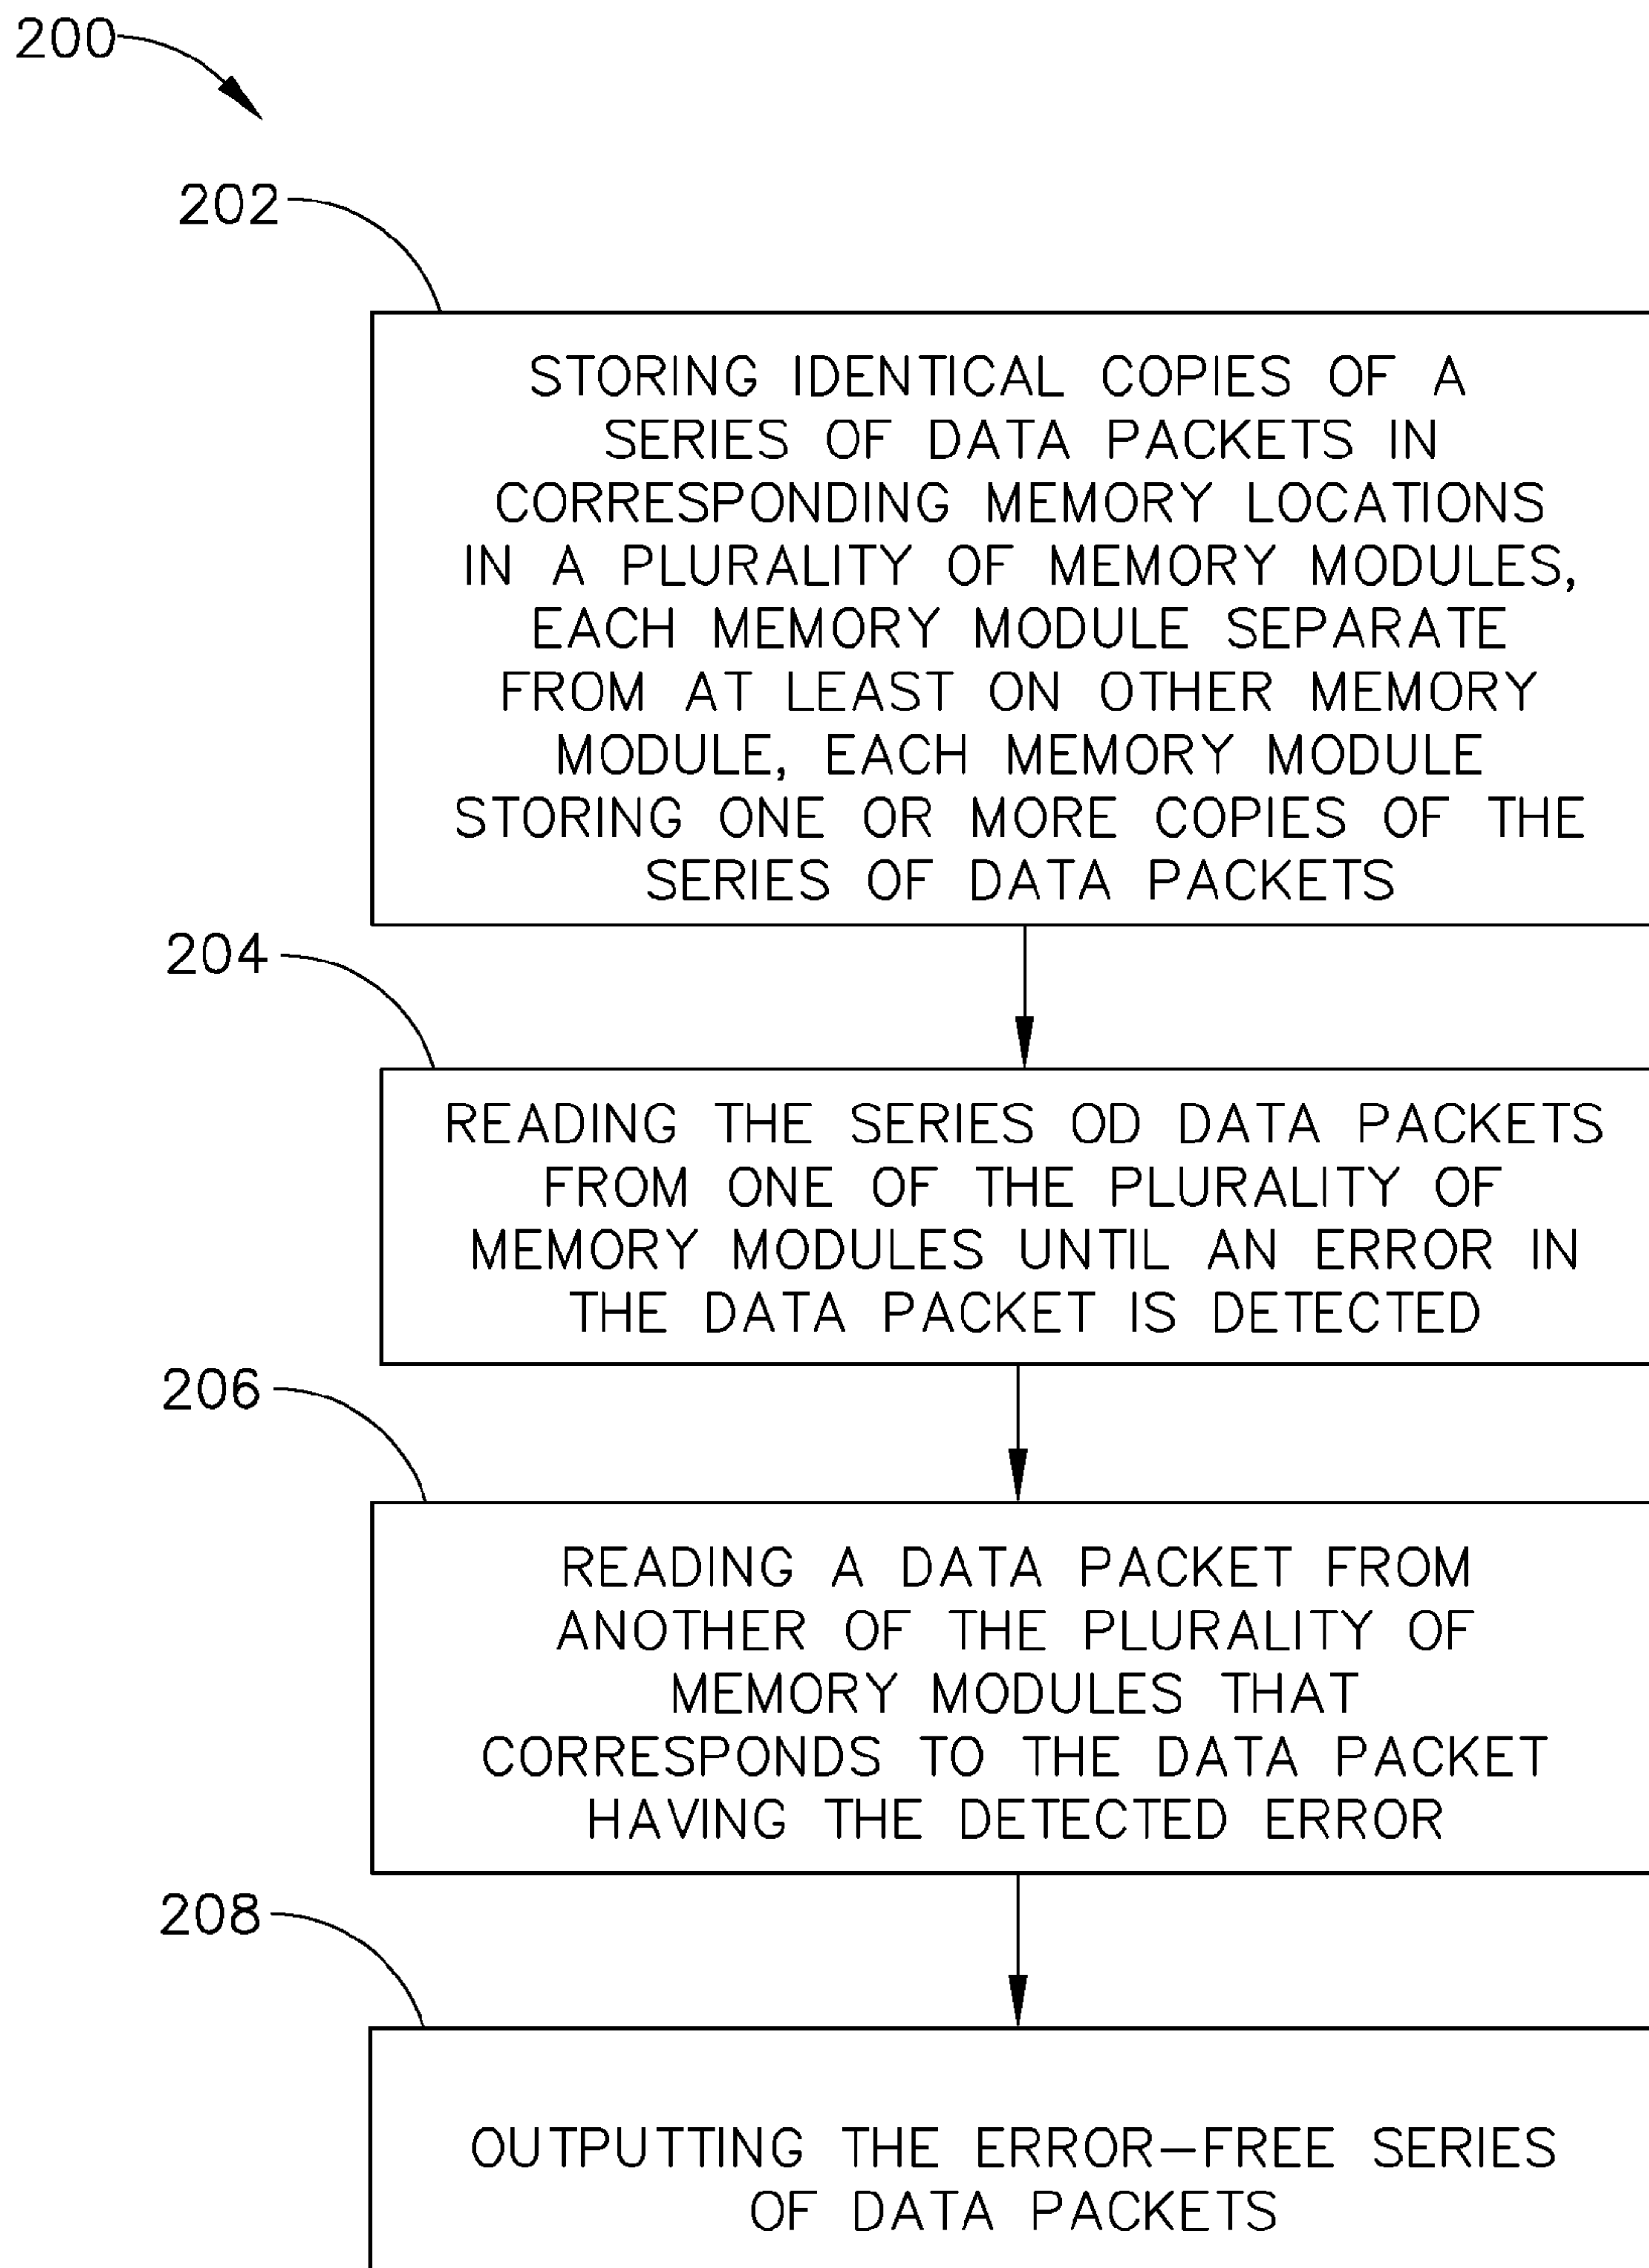 200
202
STORING IDENTICAL COPIES OF A
SERIES OF DATA PACKETS IN
CORRESPONDING MEMORY LOCATIONS
IN A PLURALITY OF MEMORY MODULES,
EACH MEMORY MODULE SEPARATE
FROM AT LEAST ON OTHER MEMORY
MODULE, EACH MEMORY MODULE
STORING ONE OR MORE COPIES OF THE
SERIES OF DATA PACKETS
204
READING THE SERIES OD DATA PACKETS
FROM ONE OF THE PLURALITY OF
MEMORY MODULES UNTIL AN ERROR IN
THE DATA PACKET IS DETECTED
206
READING A DATA PACKET FROM
ANOTHER OF THE PLURALITY OF
MEMORY MODULES THAT
CORRESPONDS TO THE DATA PACKET
HAVING THE DETECTED ERROR
208
OUTPUTTING THE ERROR–FREE SERIES
OF DATA PACKETS